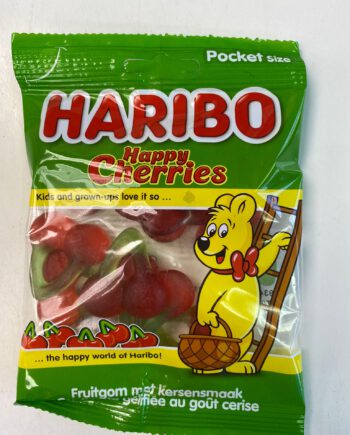 Pocket size
HARIBO
Happy
Cherries
Kids and grown-ups love it so ...
... the happy world of Haribo!
Fruitgom met kersensmaak
gélifiée au goût cerise